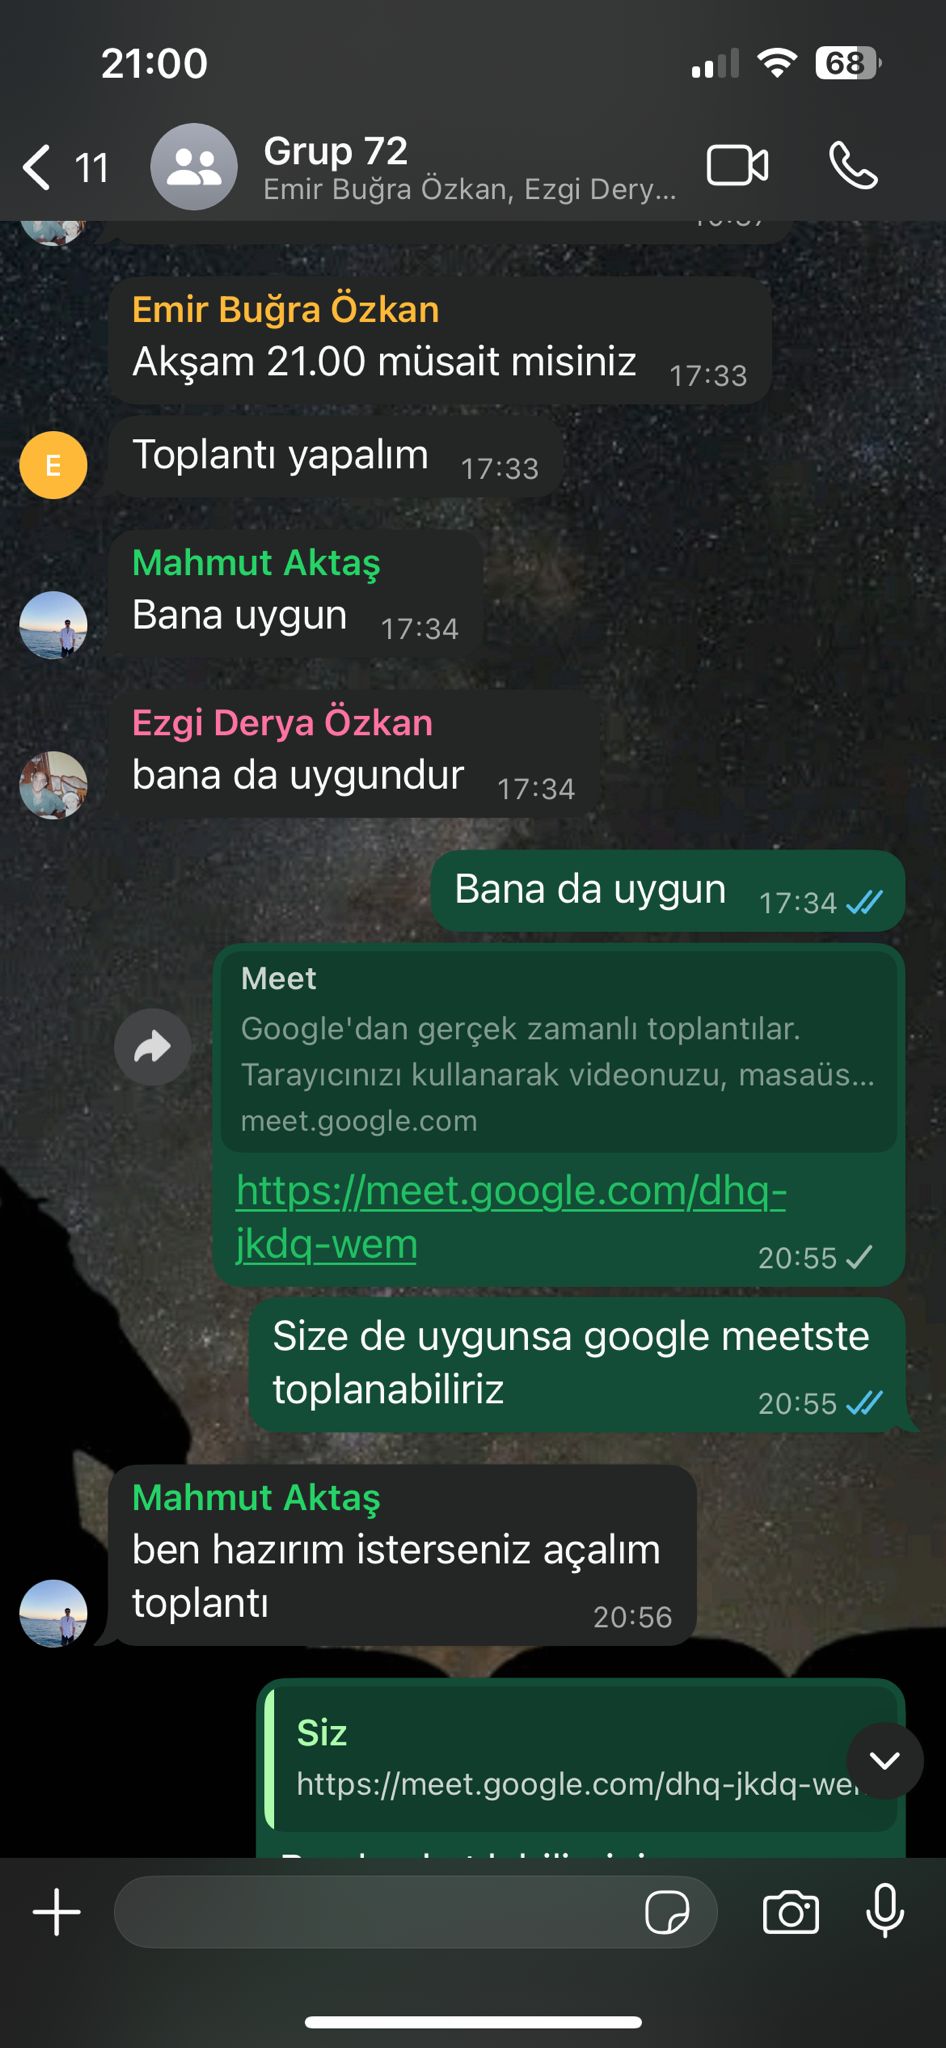 21:00
68
11
Grup 72
Emir Buğra Özkan, Ezgi Dery...
Emir Buğra Özkan
Akşam 21.00 müsait misiniz
17:33
E
Toplantı yapalım
17:33
Mahmut Aktaş
Bana uygun
17:34
Ezgi Derya Özkan
bana da uygundur
17:34
Bana da uygun
17:34
Meet
Google'dan gerçek zamanlı toplantılar.
Tarayıcınızı kullanarak videonuzu, masaüs...
meet.google.com
https://meet.google.com/dhq-
jkdq-wem
20:55
Size de uygunsa google meetste
toplanabiliriz
20:55
Mahmut Aktaş
ben hazırım isterseniz açalım
toplantı
20:56
Siz
https://meet.google.com/dhq-jkdq-we